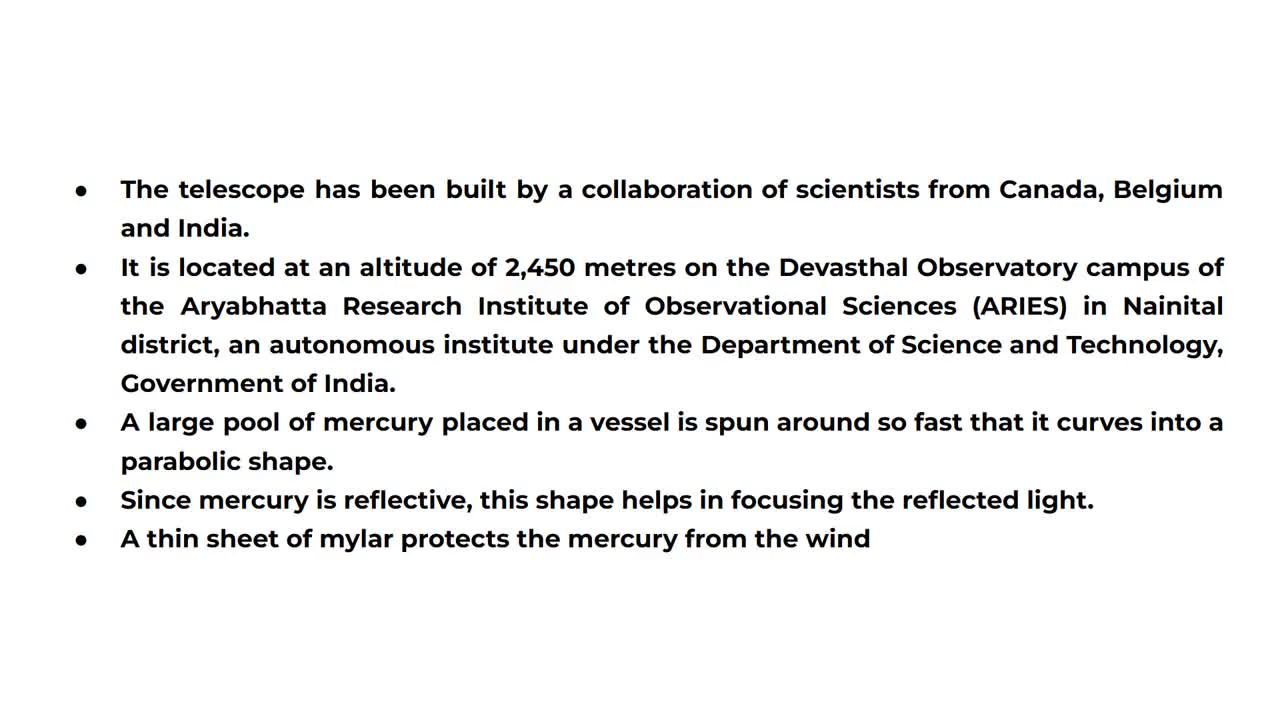 ● The telescope has been built by a collaboration of scientists from Canada, Belgium
and India.
● It is located at an altitude of 2,450 metres on the Devasthal Observatory campus of
the Aryabhatta Research Institute of Observational Sciences (ARIES) in Nainital
district, an autonomous institute under the Department of Science and Technology,
Government of India.
● A large pool of mercury placed in a vessel is spun around so fast that it curves into a
parabolic shape.
● Since mercury is reflective, this shape helps in focusing the reflected light.
● A thin sheet of mylar protects the mercury from the wind